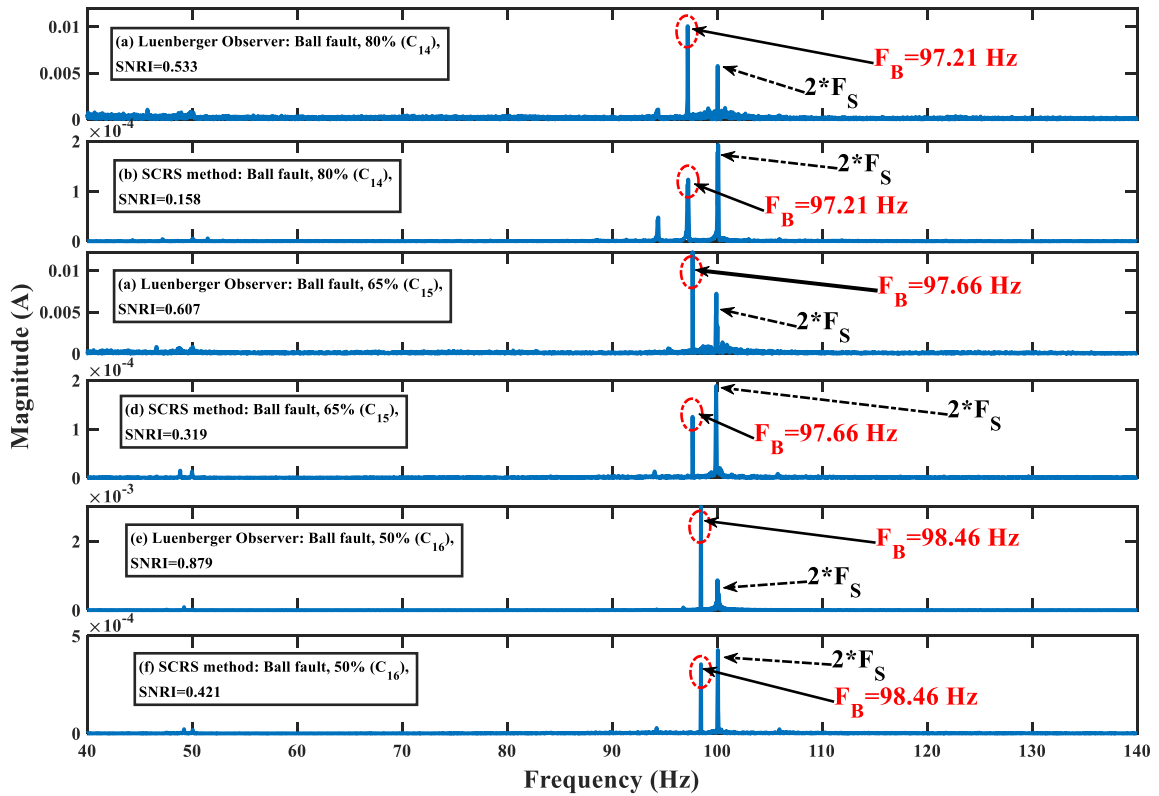 0.01
0.005
0
(a) Luenberger Observer: Ball fault, 80% (C14),
SNRI=0.533
FB=97.21 Hz
2*FS
×10-4
2
1
0
(b) SCRS method: Ball fault, 80% (C14),
SNRI=0.158
2*FS
FB=97.21 Hz
0.01
0.005
0
(a) Luenberger Observer: Ball fault, 65% (C15),
SNRI=0.607
FB=97.66 Hz
2*FS
×10-4
2
1
0
(d) SCRS method: Ball fault, 65% (C15),
SNRI=0.319
2*FS
FB=97.66 Hz
×10-3
2
0
(e) Luenberger Observer: Ball fault, 50% (C16),
SNRI=0.879
FB=98.46 Hz
2*FS
×10-4
5
0
(f) SCRS method: Ball fault, 50% (C16),
SNRI=0.421
2*FS
FB=98.46 Hz
40 50 60 70 80 90 100 110 120 130 140
Frequency (Hz)
Magnitude (A)